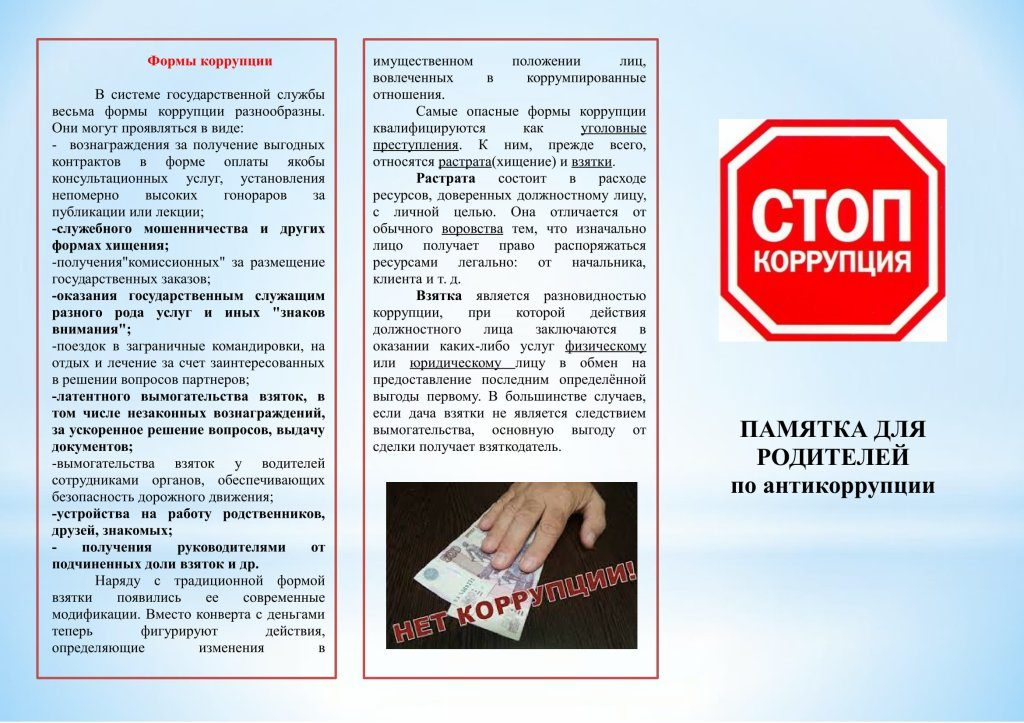 Формы коррупции
В системе государственной службы
весьма формы коррупции разнообразны.
Они могут проявляться в виде:
- вознаграждения за получение выгодных
контрактов в форме оплаты якобы
консультационных услуг, установления
непомерно высоких гонораров за
публикации или лекции;
-служебного мошенничества и других
формах хищения;
-получения"комиссионных" за размещение
государственных заказов;
-оказания государственным служащим
разного рода услуг и иных "знаков
внимания";
-поездок в заграничные командировки, на
отдых и лечение за счет заинтересованных
в решении вопросов партнеров;
-латентного вымогательства взяток, в
том числе незаконных вознаграждений,
за ускоренное решение вопросов, выдачу
документов;
-вымогательства взяток у водителей
сотрудниками органов, обеспечивающих
безопасность дорожного движения;
-устройства на работу родственников,
друзей, знакомых;
- получения руководителями от
подчиненных доли взяток и др.
Наряду с традиционной формой
взятки появились ее современные
модификации. Вместо конверта с деньгами
теперь фигурируют действия,
определяющие изменения в
имущественном положении лиц,
вовлеченных в коррумпированные
отношения.
Самые опасные формы коррупции
квалифицируются как уголовные
преступления. К ним, прежде всего,
относятся растрата(хищение) и взятки.
Растрата состоит в расходе
ресурсов, доверенных должностному лицу,
с личной целью. Она отличается от
обычного воровства тем, что изначально
лицо получает право распоряжаться
ресурсами легально: от начальника,
клиента и т. д.
Взятка является разновидностью
коррупции, при которой действия
должностного лица заключаются в
оказании каких-либо услуг физическому
или юридическому лицу в обмен на
предоставление последним определённой
выгоды первому. В большинстве случаев,
если дача взятки не является следствием
вымогательства, основную выгоду от
сделки получает взяткодатель.
НЕТ КОРРУПЦИИ!
СТОП
КОРРУПЦИЯ
ПАМЯТКА ДЛЯ
РОДИТЕЛЕЙ
по антикоррупции